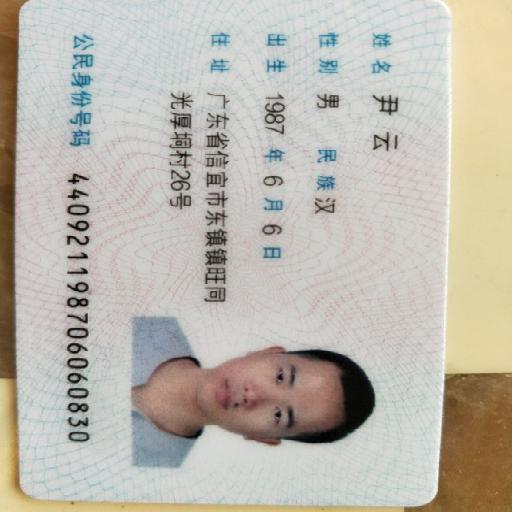 姓名 尹云
性别 男 民族 汉
出生 1987 年 6 月 6 日
住址 广东省信宜市东镇镇旺同
光厚垌村26号
公民身份号码 440921198706060830